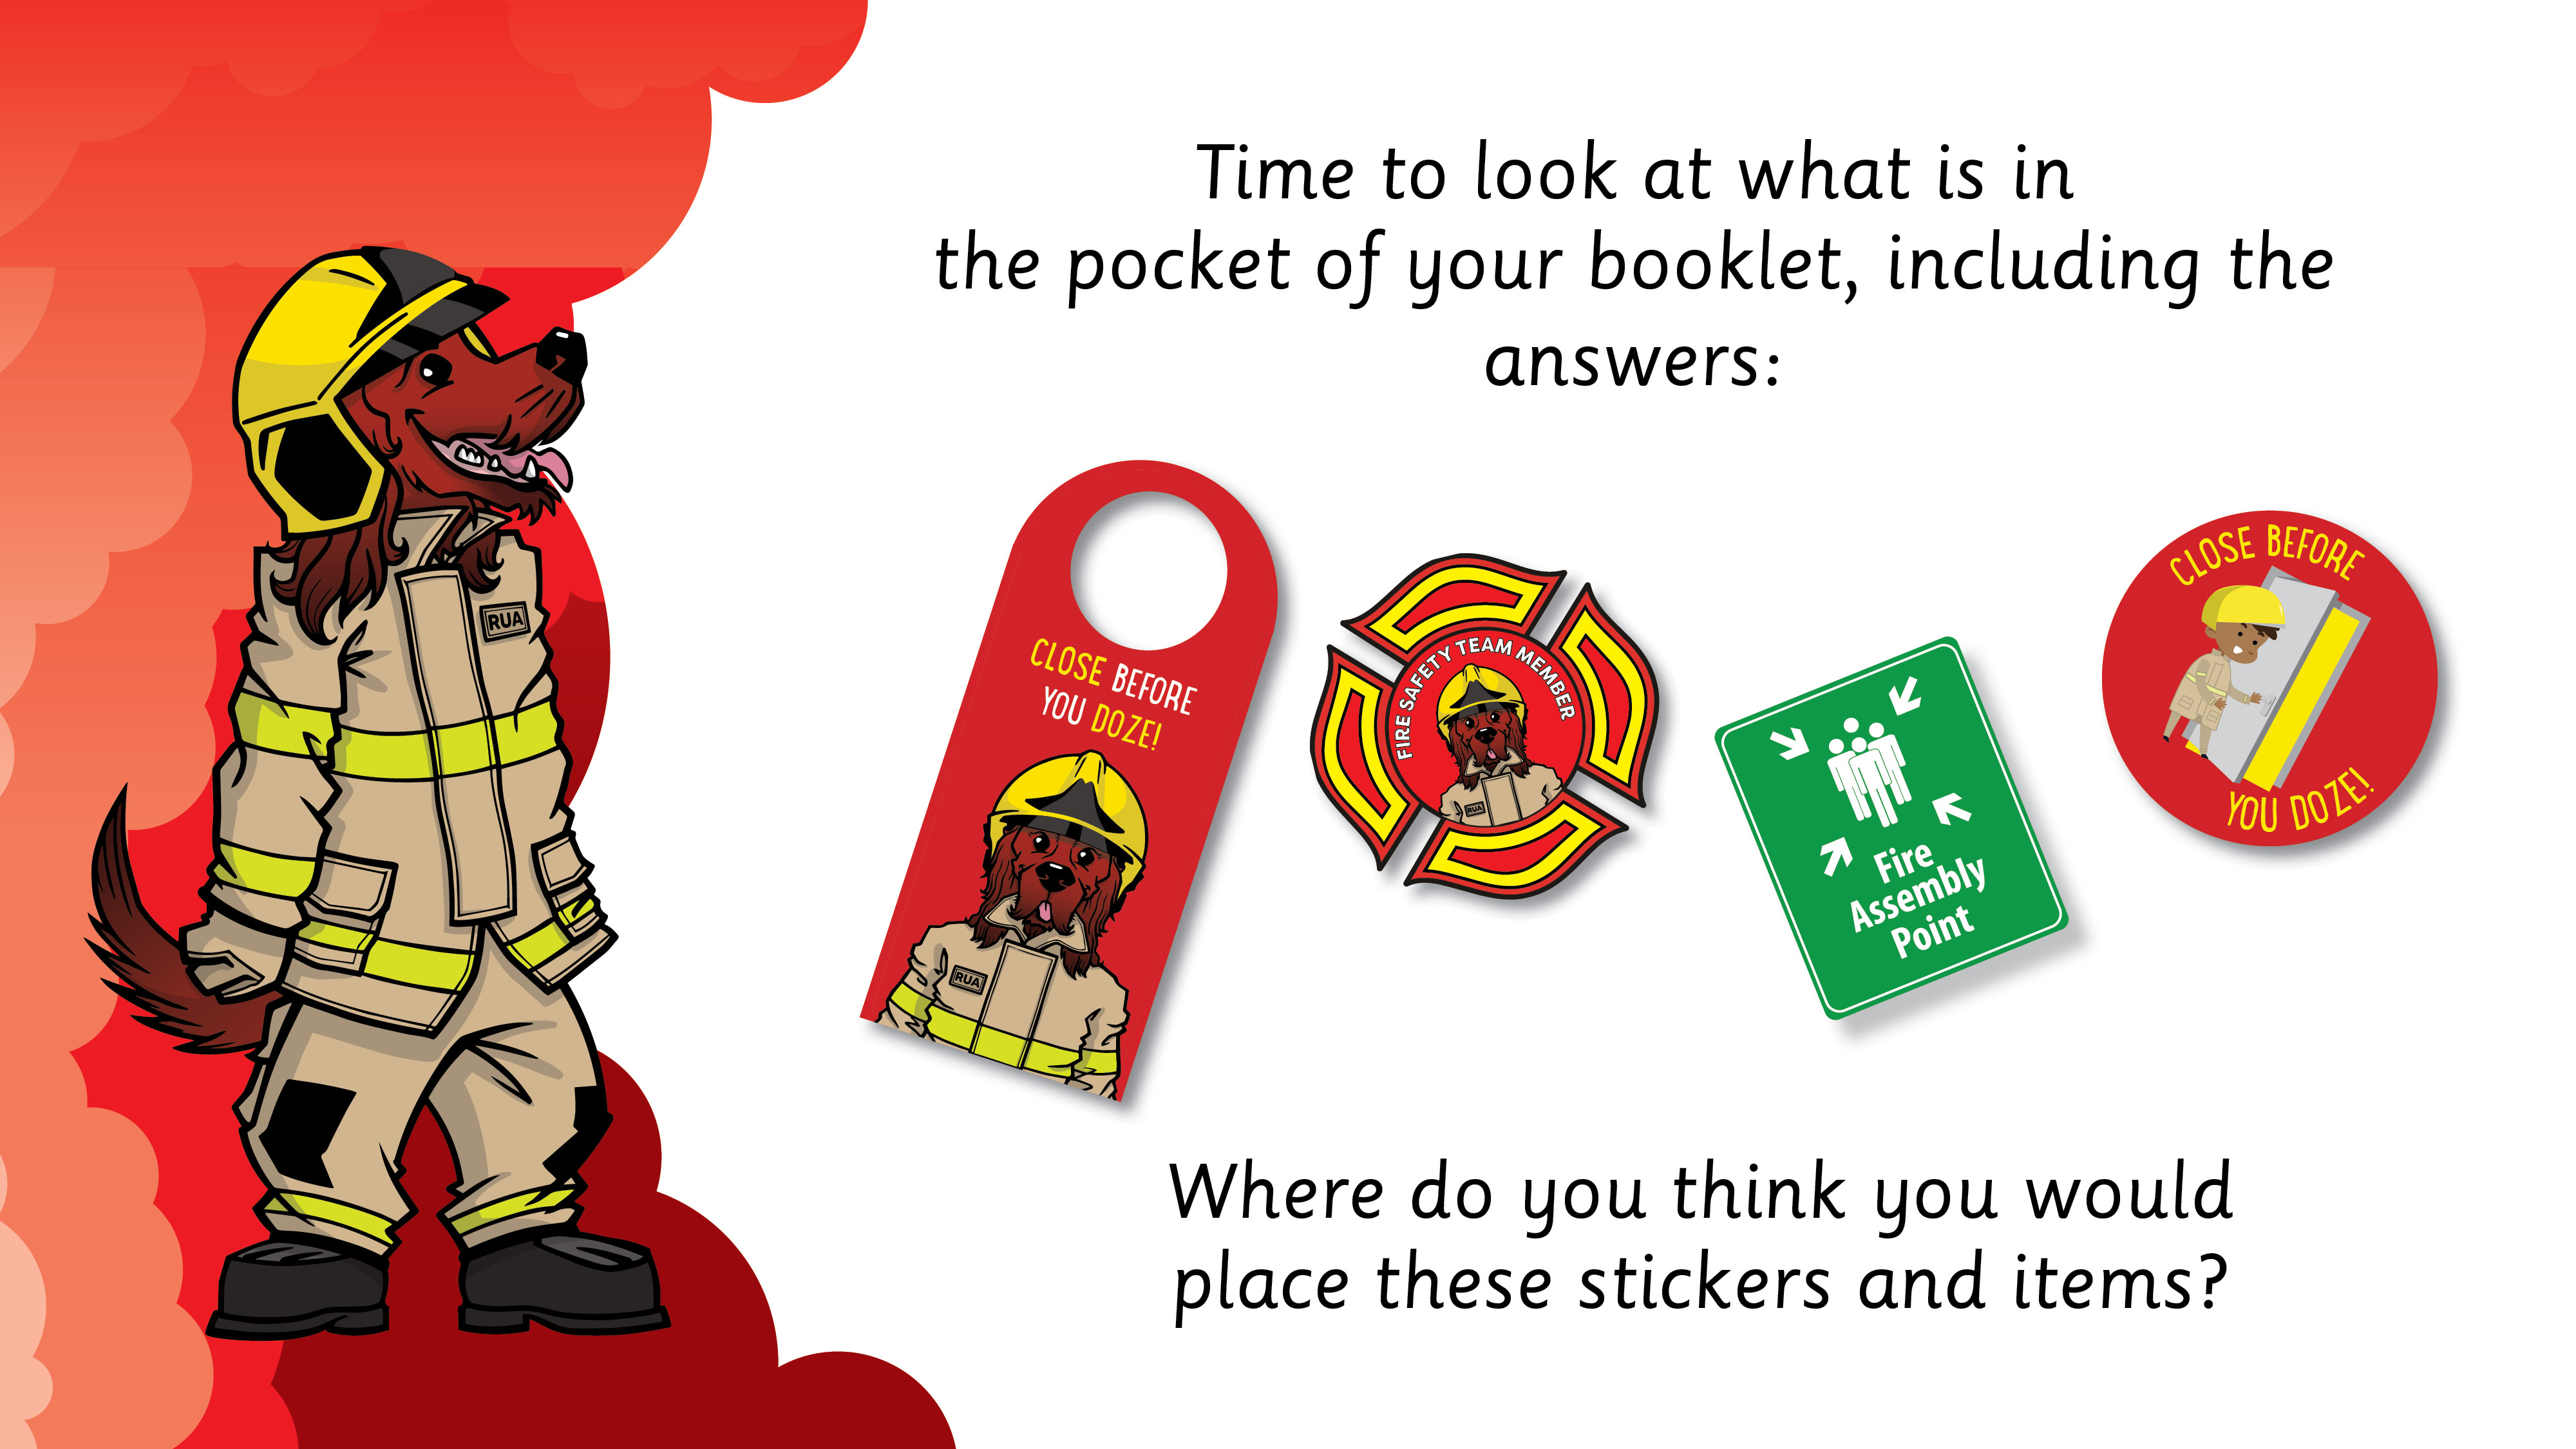 Time to look at what is in
the pocket of your booklet, including the
answers:
RUA
CLOSE BEFORE
YOU DOZE!
RUA
FIRE SAFETY TEAM MEMBER
RUA
Fire
Assembly
Point
CLOSE BEFORE
YOU DOZE!
Where do you think you would
place these stickers and items?